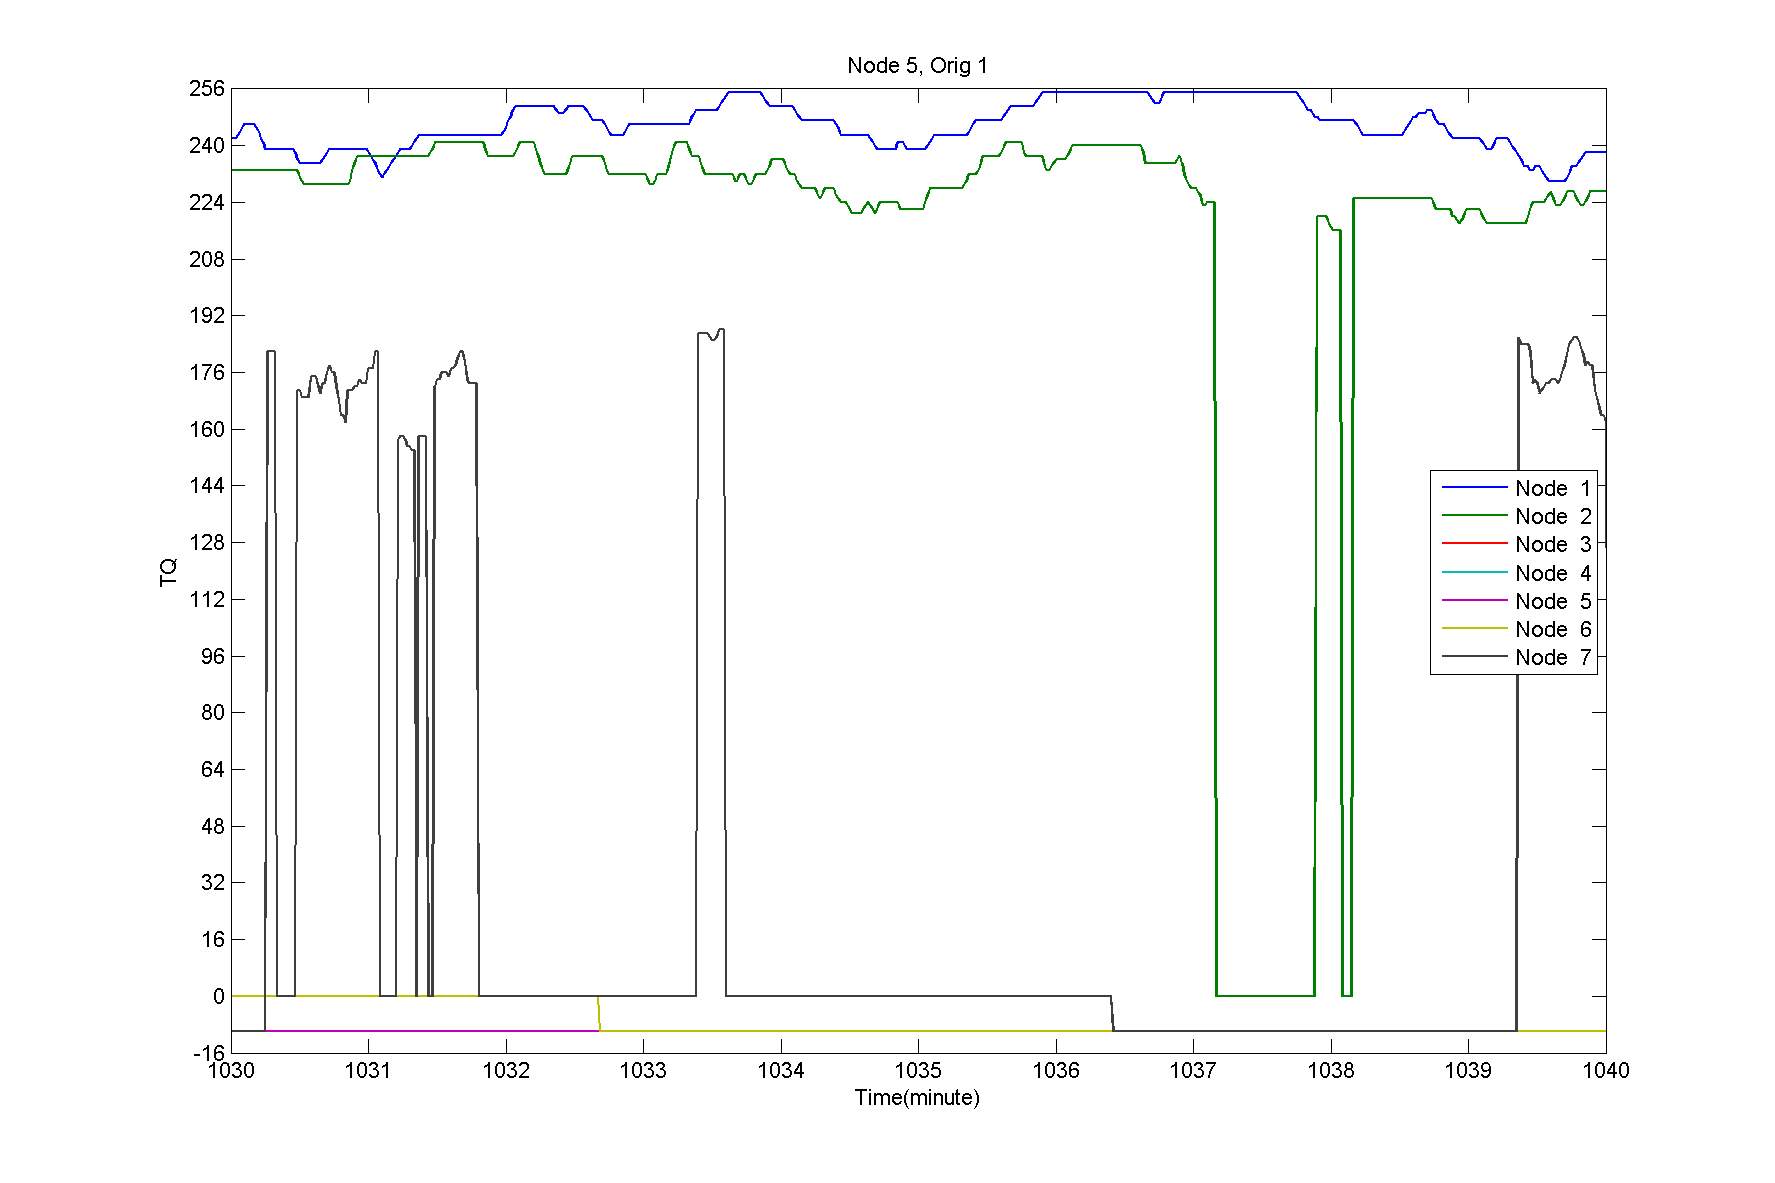 Node 5, Orig 1
256
240
224
208
192
176
160
144
128
112
96
80
64
48
32
16
0
-16
TQ
Node 1
Node 2
Node 3
Node 4
Node 5
Node 6
Node 7
1030 1031 1032 1033 1034 1035 1036 1037 1038 1039 1040
Time(minute)